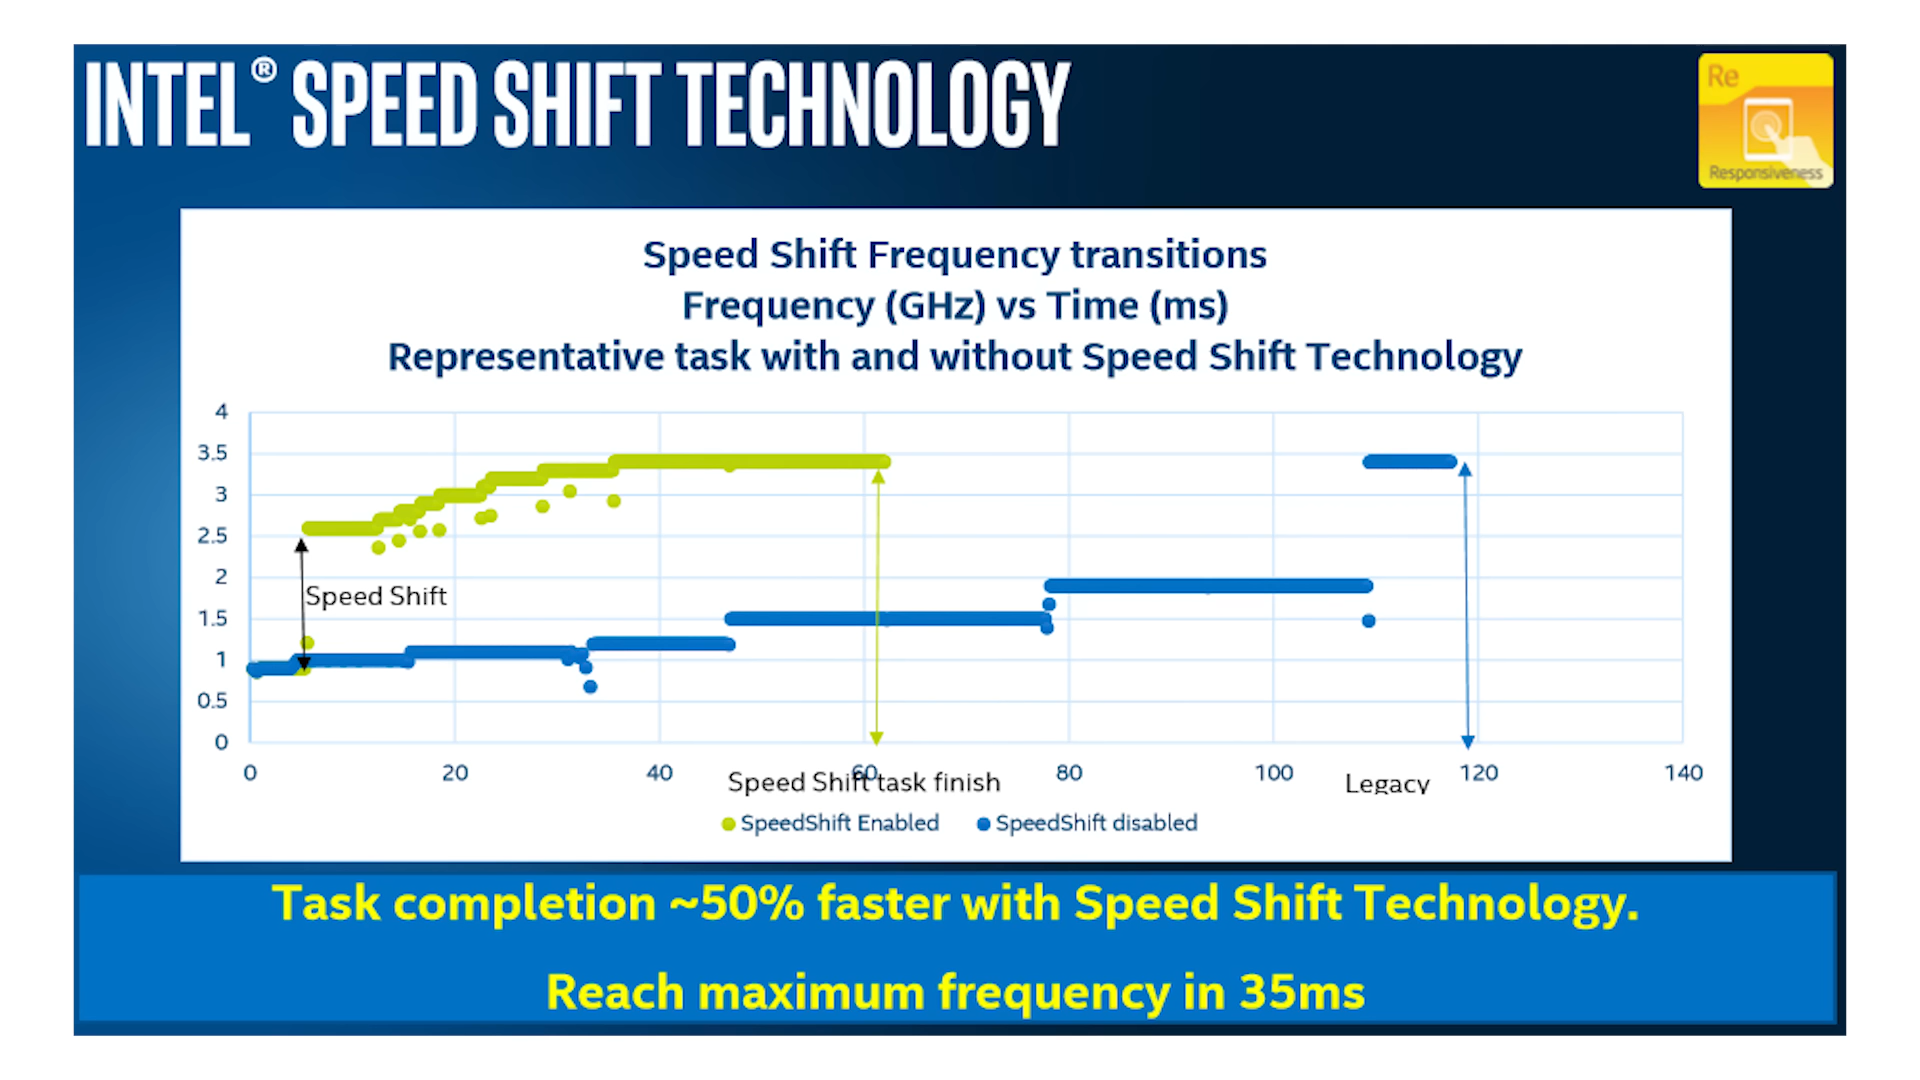 INTEL® SPEED SHIFT TECHNOLOGY
Re
Responsiveness
Speed Shift Frequency transitions
Frequency (GHz) vs Time (ms)
Representative task with and without Speed Shift Technology
4
3.5
3
2.5
2
1.5
1
0.5
0
Speed Shift
0 20 40 60 80 100 120 140
Speed Shift task finish
Legacy
SpeedShift Enabled SpeedShift disabled
Task completion ~50% faster with Speed Shift Technology.
Reach maximum frequency in 35ms